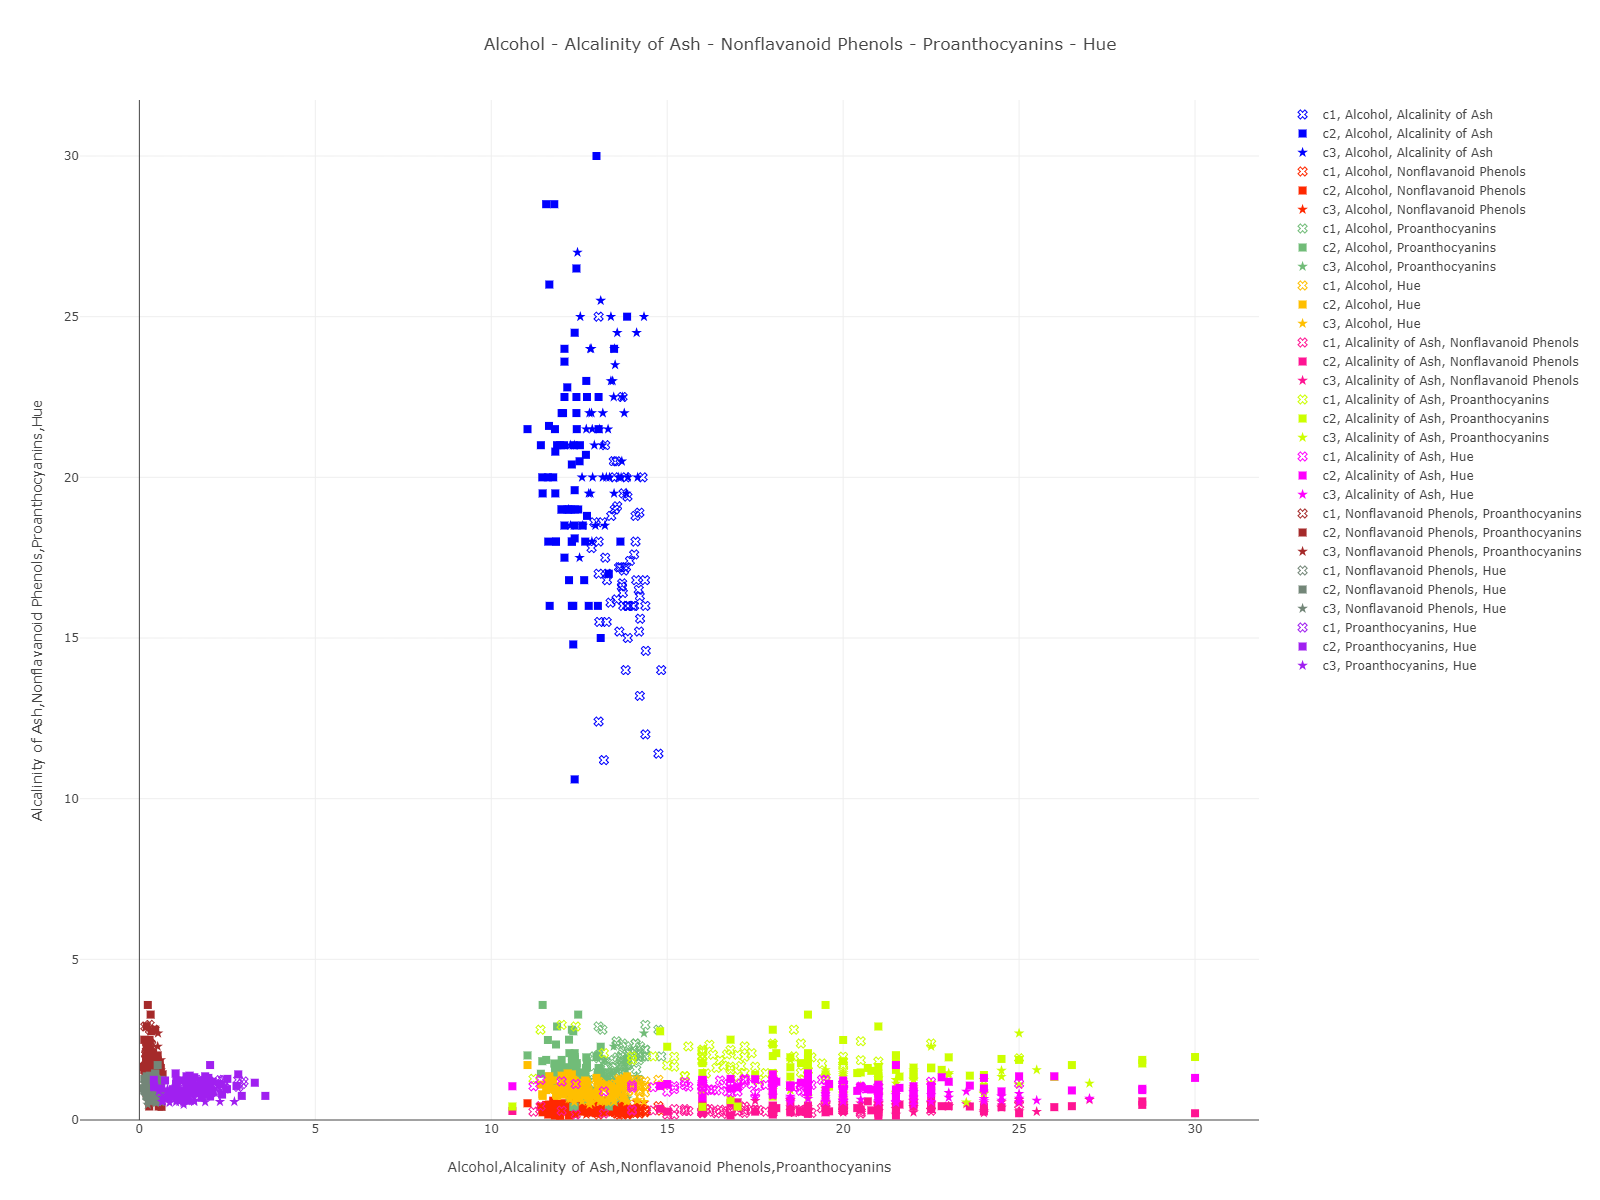 Alcohol - Alcalinity of Ash - Nonflavanoid Phenols - Proanthocyanins - Hue
Alcalinity of Ash,Nonflavanoid Phenols,Proanthocyanins,Hue
30
25
20
15
10
5
0
0
5
10
15
20
25
30
Alcohol,Alcalinity of Ash,Nonflavanoid Phenols,Proanthocyanins
c1, Alcohol, Alcalinity of Ash
c2, Alcohol, Alcalinity of Ash
c3, Alcohol, Alcalinity of Ash
c1, Alcohol, Nonflavanoid Phenols
c2, Alcohol, Nonflavanoid Phenols
c3, Alcohol, Nonflavanoid Phenols
c1, Alcohol, Proanthocyanins
c2, Alcohol, Proanthocyanins
c3, Alcohol, Proanthocyanins
c1, Alcohol, Hue
c2, Alcohol, Hue
c3, Alcohol, Hue
c1, Alcalinity of Ash, Nonflavanoid Phenols
c2, Alcalinity of Ash, Nonflavanoid Phenols
c3, Alcalinity of Ash, Nonflavanoid Phenols
c1, Alcalinity of Ash, Proanthocyanins
c2, Alcalinity of Ash, Proanthocyanins
c3, Alcalinity of Ash, Proanthocyanins
c1, Alcalinity of Ash, Hue
c2, Alcalinity of Ash, Hue
c3, Alcalinity of Ash, Hue
c1, Nonflavanoid Phenols, Proanthocyanins
c2, Nonflavanoid Phenols, Proanthocyanins
c3, Nonflavanoid Phenols, Proanthocyanins
c1, Nonflavanoid Phenols, Hue
c2, Nonflavanoid Phenols, Hue
c3, Nonflavanoid Phenols, Hue
c1, Proanthocyanins, Hue
c2, Proanthocyanins, Hue
c3, Proanthocyanins, Hue